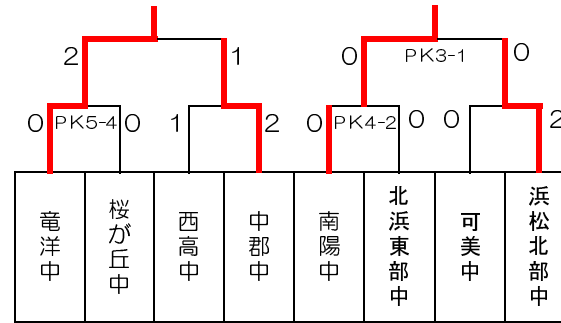 2 1 0 PK3-1 0
0 PK5-4 0 1 2 0 PK4-2 0 0 2
竜洋中
桜が丘中
西高中
中郡中
南陽中
北浜東部中
可美中
浜松北部中